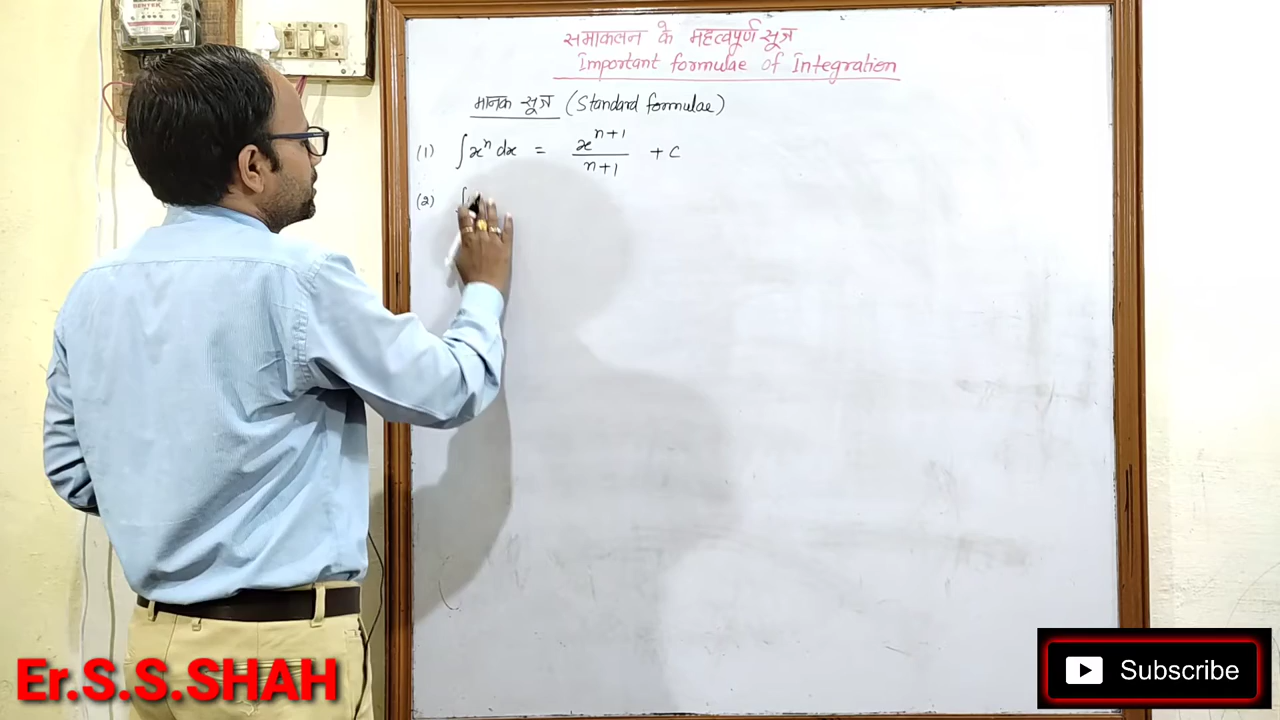 समाकलन के महत्वपूर्ण सूत्र
Important formulae of Integration
मानक सूत्र (Standard formulae)
(1) ∫xⁿ dx = xⁿ⁺¹/n+1 + C
(2) ∫
Er.S.S.SHAH
Subscribe